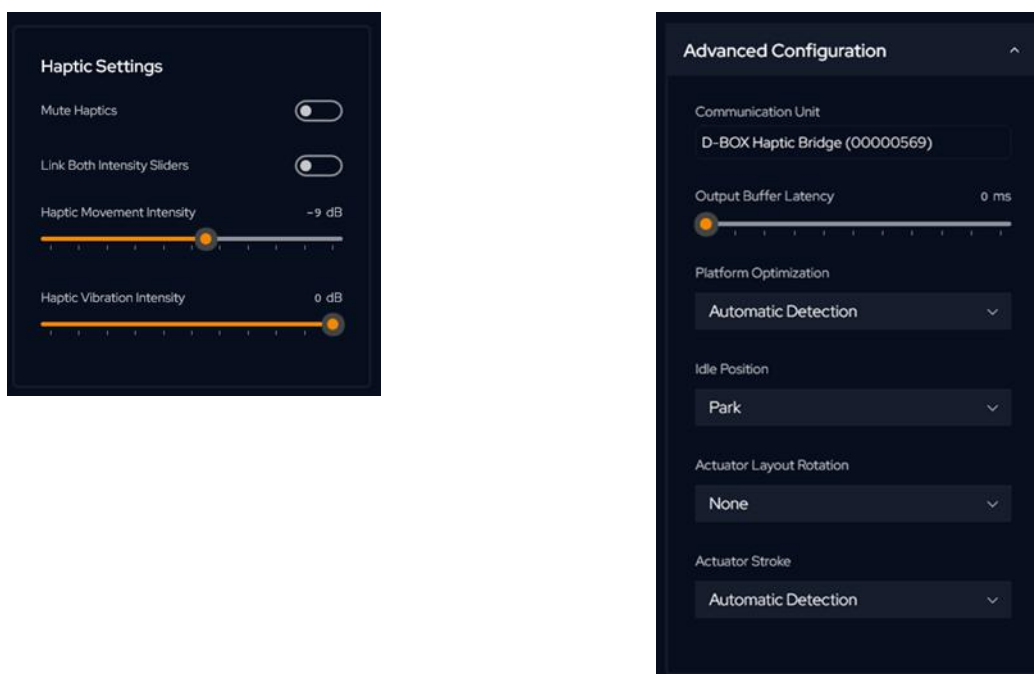 Haptic Settings
Mute Haptics
Link Both Intensity Sliders
Haptic Movement Intensity -9 dB
Haptic Vibration Intensity 0 dB
Advanced Configuration
Communication Unit
D-BOX Haptic Bridge (00000569)
Output Buffer Latency 0 ms
Platform Optimization
Automatic Detection
Idle Position
Park
Actuator Layout Rotation
None
Actuator Stroke
Automatic Detection